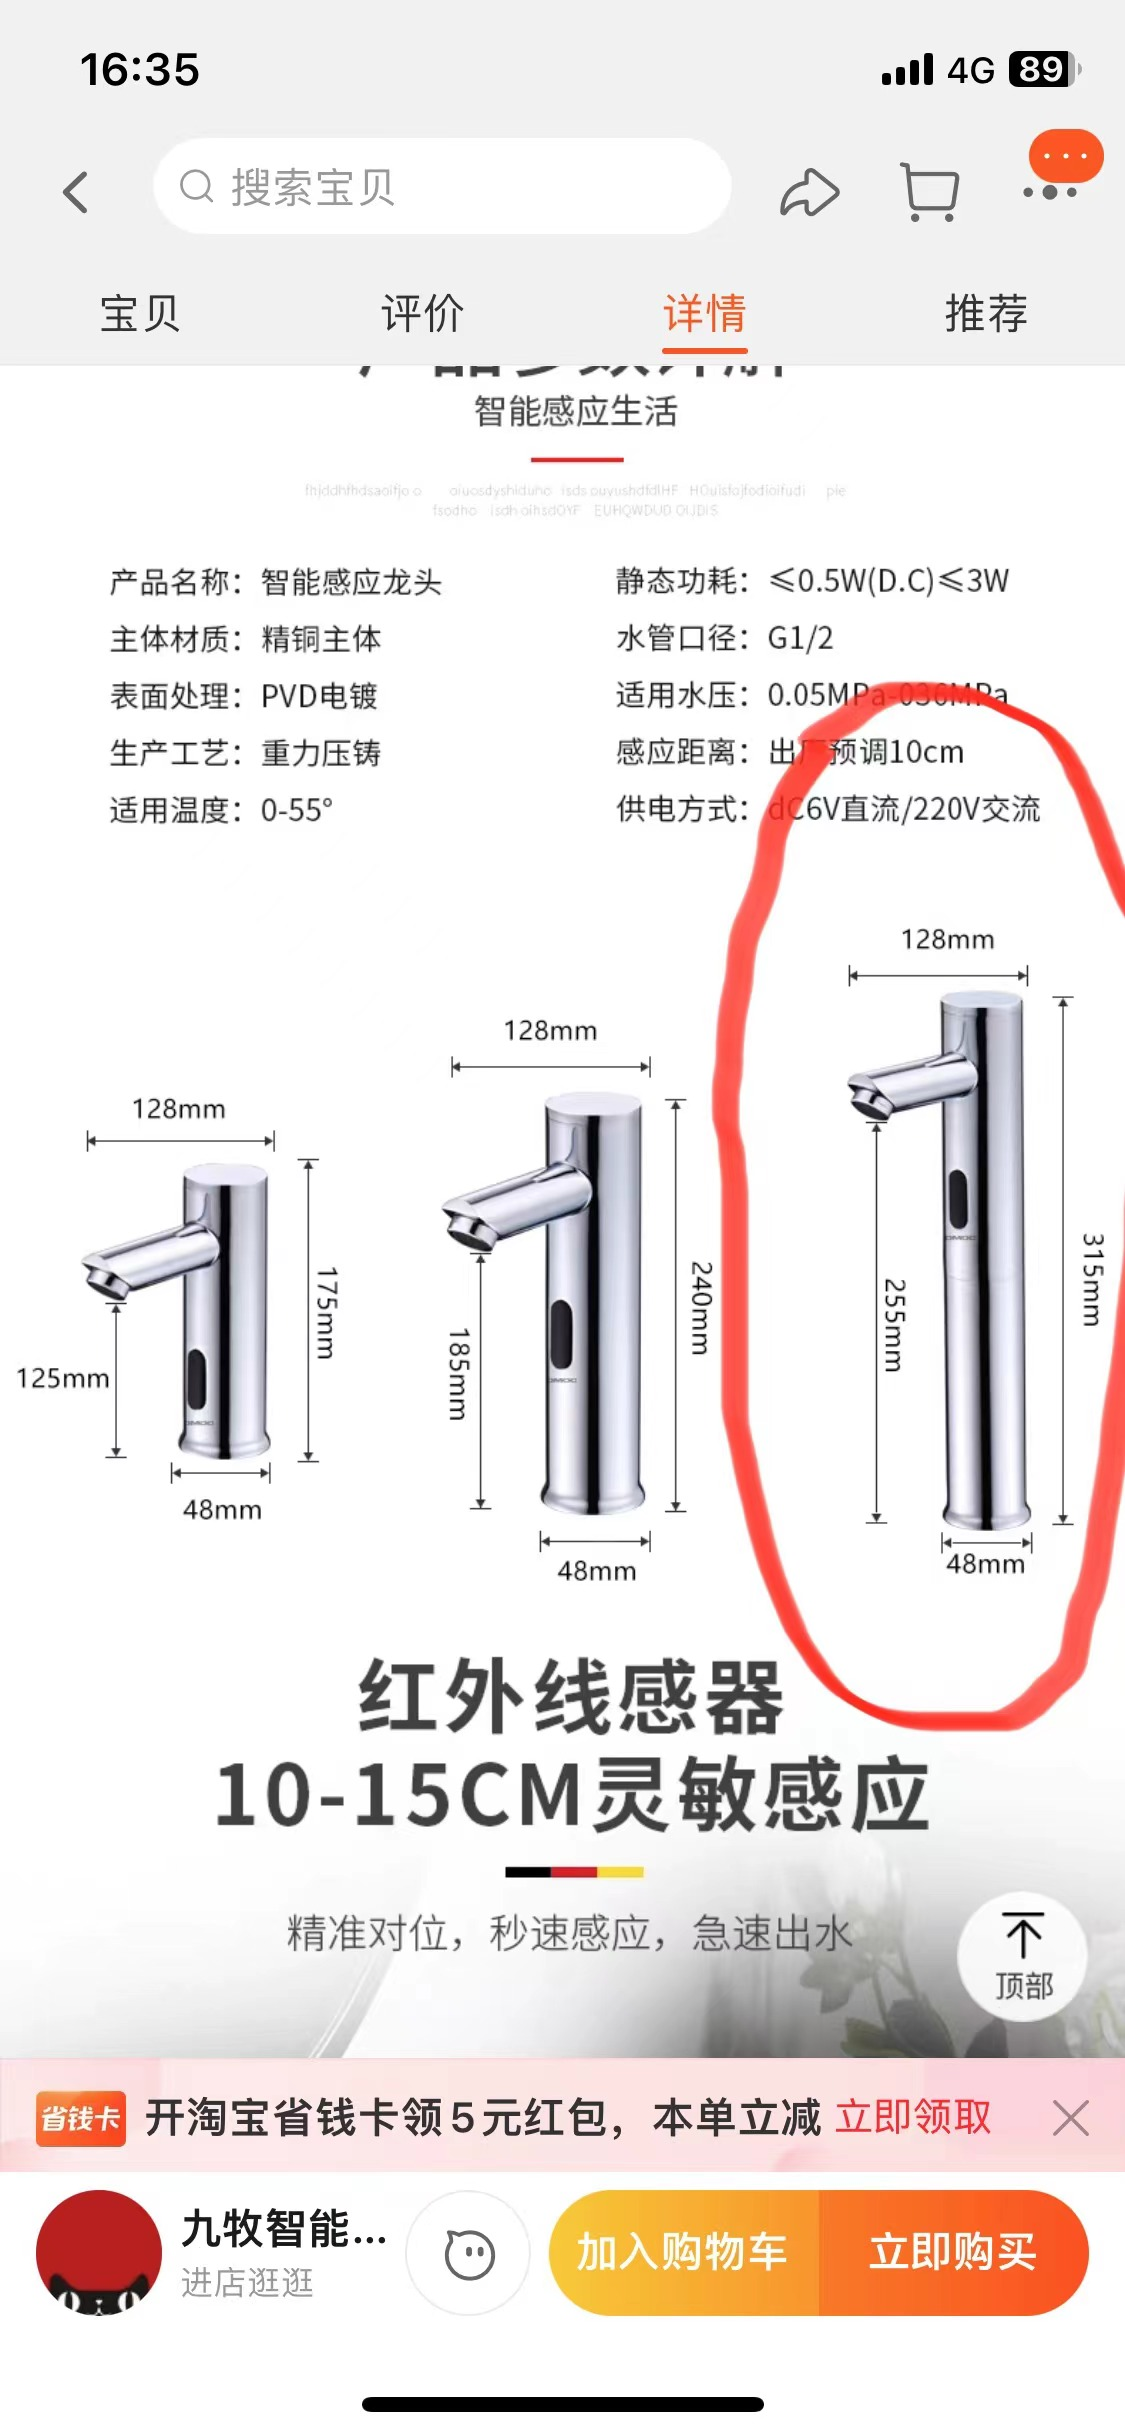 16:35
4G 89
搜索宝贝
宝贝 评价 详情 推荐
智能感应生活
产品名称：智能感应龙头
静态功耗：≤0.5W(D.C)≤3W
主体材质：精铜主体
水管口径：G1/2
表面处理：PVD电镀
适用水压：0.05MPa-036MPa
生产工艺：重力压铸
感应距离：出厂预调10cm
适用温度：0-55°
供电方式：dC6V直流/220V交流
128mm
128mm
128mm
175mm
125mm
48mm
240mm
185mm
48mm
315mm
255mm
48mm
红外线感器
10-15CM灵敏感应
精准对位，秒速感应，急速出水
顶部
省钱卡 开淘宝省钱卡领5元红包，本单立减 立即领取
九牧智能...
进店逛逛
加入购物车 立即购买